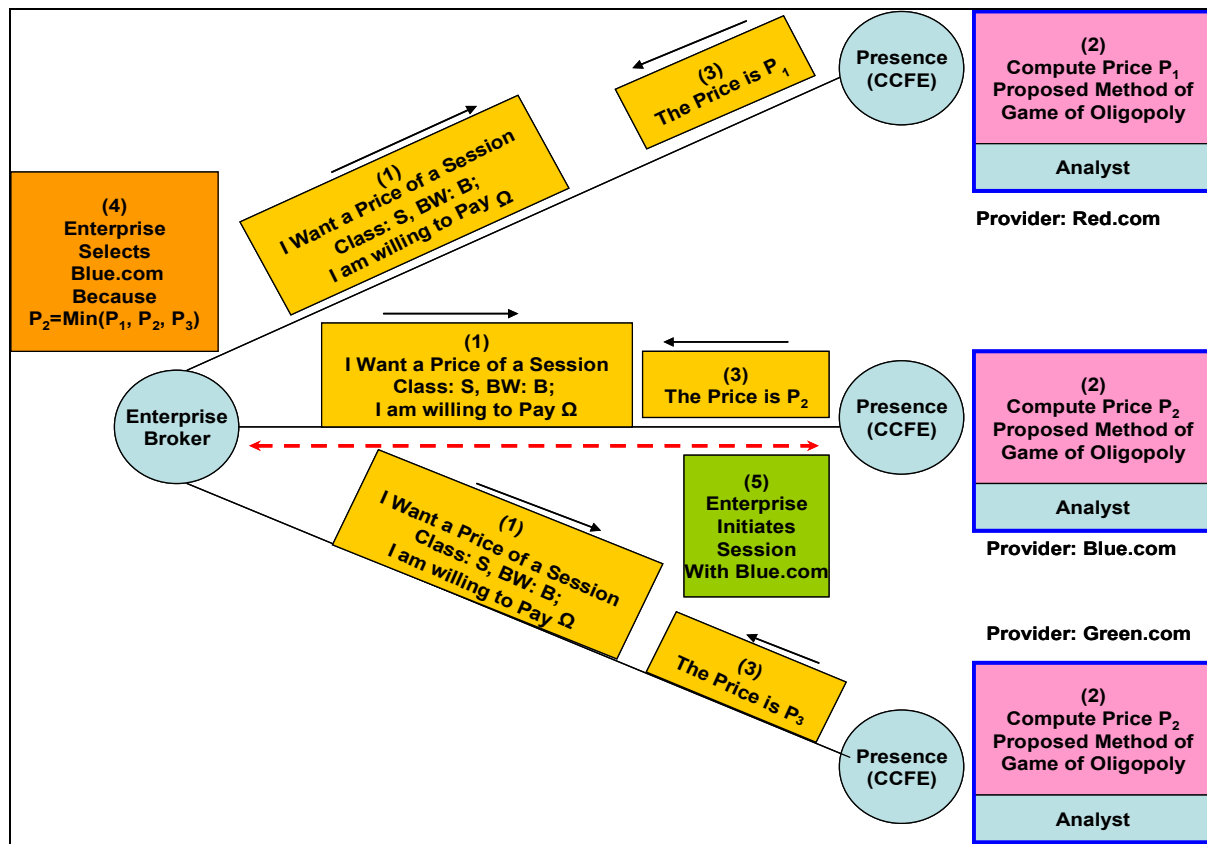 (1)
I Want a Price of a Session
Class: S, BW: B;
I am willing to Pay Ω
(3)
The Price is P₁
Presence
(CCFE)
(2)
Compute Price P₁
Proposed Method of
Game of Oligopoly
Analyst
Provider: Red.com
(4)
Enterprise
Selects
Blue.com
Because
P₂=Min(P₁, P₂, P₃)
Enterprise
Broker
(1)
I Want a Price of a Session
Class: S, BW: B;
I am willing to Pay Ω
(3)
The Price is P₂
Presence
(CCFE)
(2)
Compute Price P₂
Proposed Method of
Game of Oligopoly
Analyst
Provider: Blue.com
(5)
Enterprise
Initiates
Session
With Blue.com
(1)
I Want a Price of a Session
Class: S, BW: B;
I am willing to Pay Ω
(3)
The Price is P₃
Presence
(CCFE)
Provider: Green.com
(2)
Compute Price P₂
Proposed Method of
Game of Oligopoly
Analyst